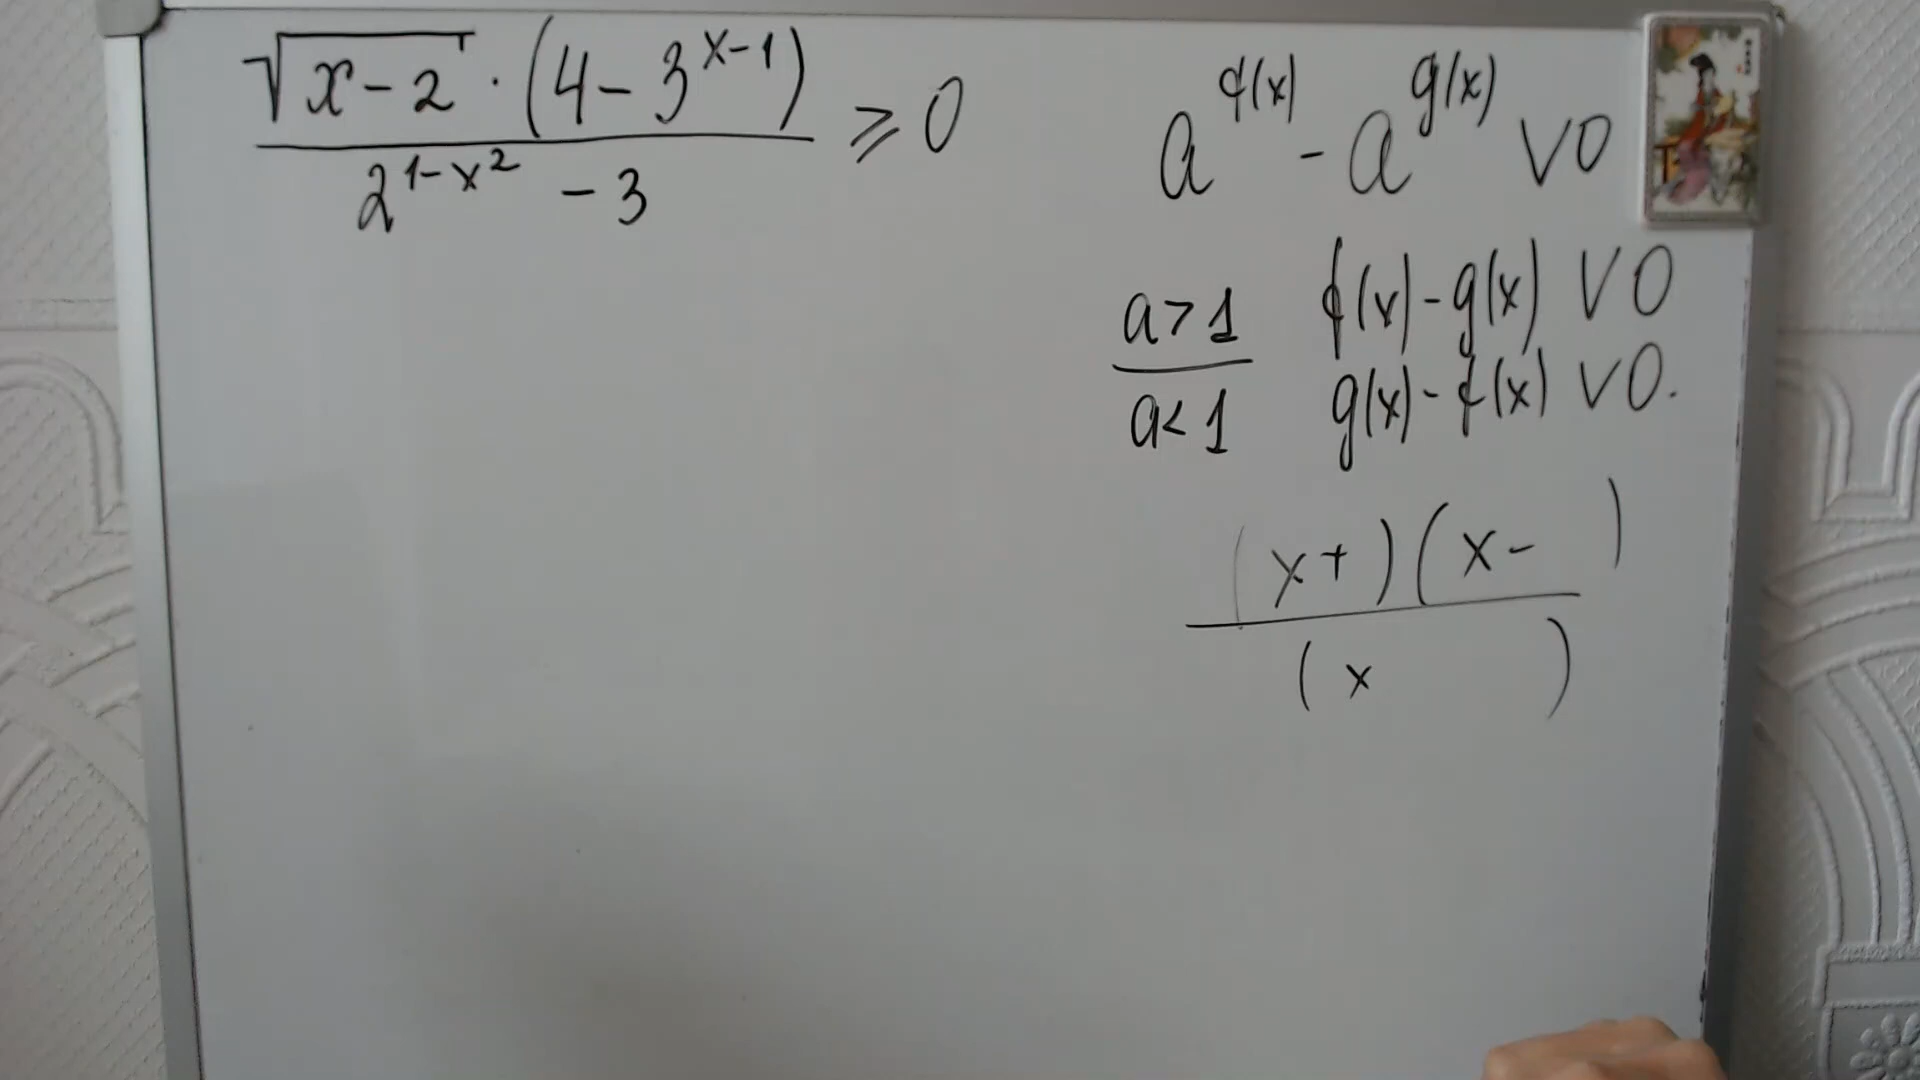 √(x-2) · (4 - 3^(x-1)) / (2^(1-x²) - 3) ⩾ 0
a^f(x) - a^g(x) ∨ 0
a > 1 f(x) - g(x) ∨ 0
a < 1 g(x) - f(x) ∨ 0.
(x+)(x- )
(x )